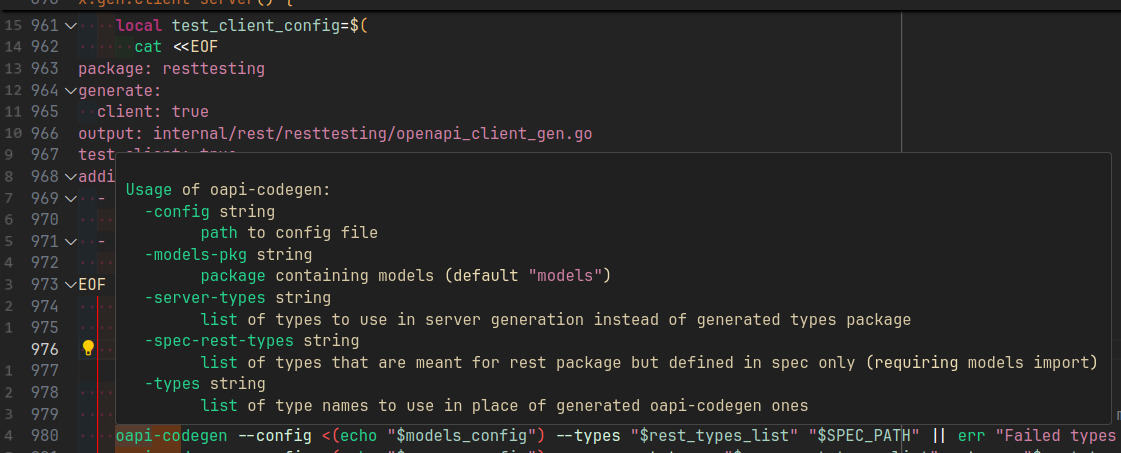 x.gen.client-server() {
15 961 local test_client_config=$(
14 962 cat <<EOF
13 963 package: resttesting
12 964 generate:
11 965 client: true
10 966 output: internal/rest/resttesting/openapi_client_gen.go
9 967 test_client: true
8 968 addi
7 969 -
6 970
5 971 -
4 972
3 973 EOF
2 974
1 975
976
1 977
2 978
3 979
Usage of oapi-codegen:
-config string
path to config file
-models-pkg string
package containing models (default "models")
-server-types string
list of types to use in server generation instead of generated types package
-spec-rest-types string
list of types that are meant for rest package but defined in spec only (requiring models import)
-types string
list of type names to use in place of generated oapi-codegen ones
4 980 oapi-codegen --config <(echo "$models_config") --types "$rest_types_list" "$SPEC_PATH" || err "Failed types